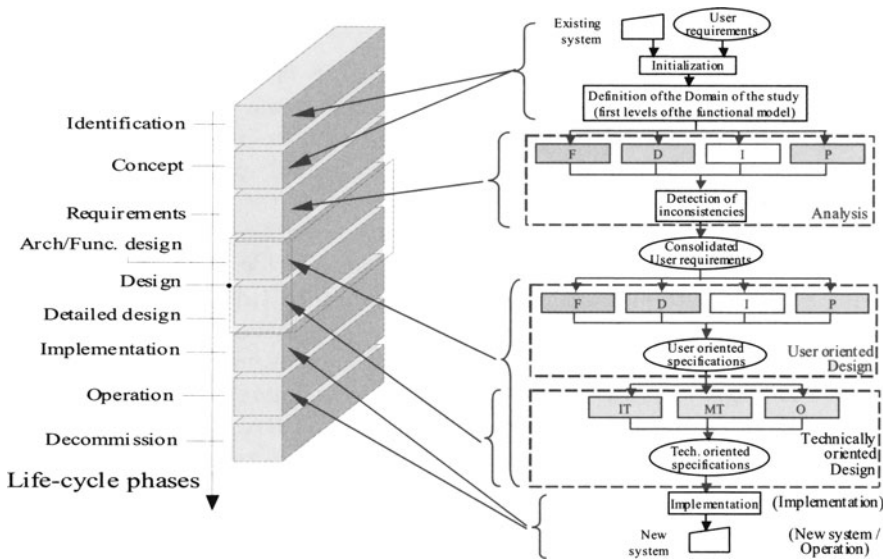 Identification
Concept
Requirements
Arch/Func. design
Design
Detailed design
Implementation
Operation
Decommission
Life-cycle phases
Existing
system
User
requirements
Initialization
Definition of the Domain of the study
(first levels of the functional model)
F
D
I
P
Detection of
inconsistencies
Analysis
Consolidated
User requirements
F
D
I
P
User oriented
specifications
User oriented
Design
IT
MT
O
Tech. oriented
specifications
Technically
oriented
Design
Implementation
(Implementation)
New
system
(New system /
Operation)